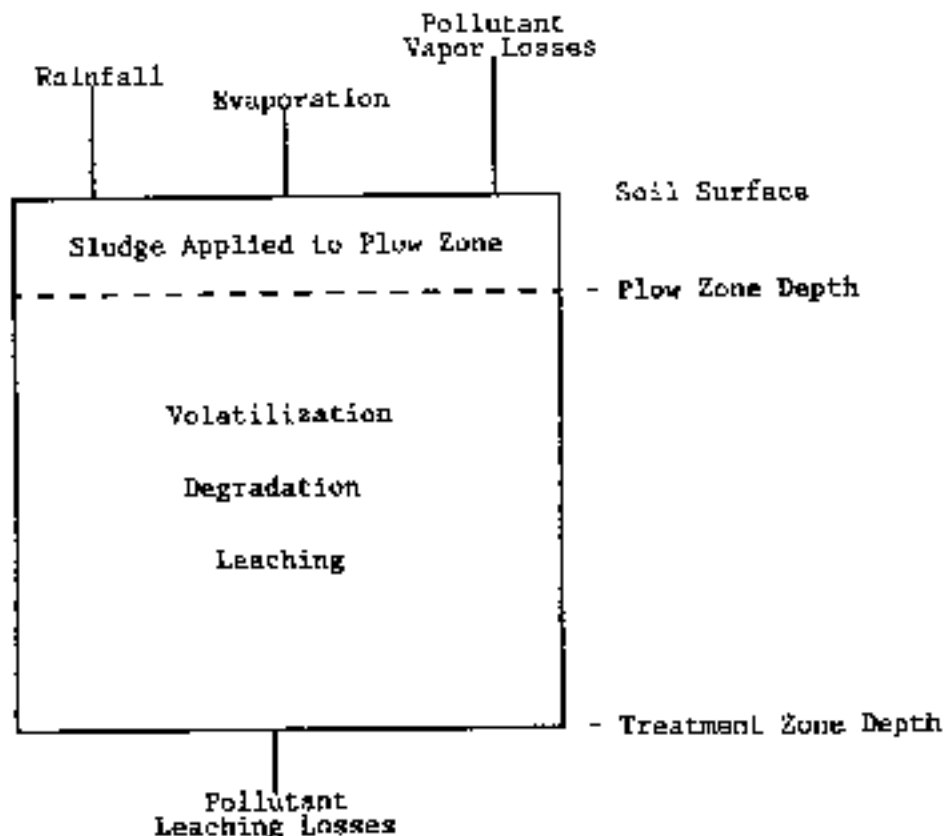 Pollutant
Vapor Losses
Rainfall
Evaporation
Soil Surface
Sludge Applied to Plow Zone
- Plow Zone Depth
Volatilization
Degradation
Leaching
- Treatment Zone Depth
Pollutant
Leaching Losses